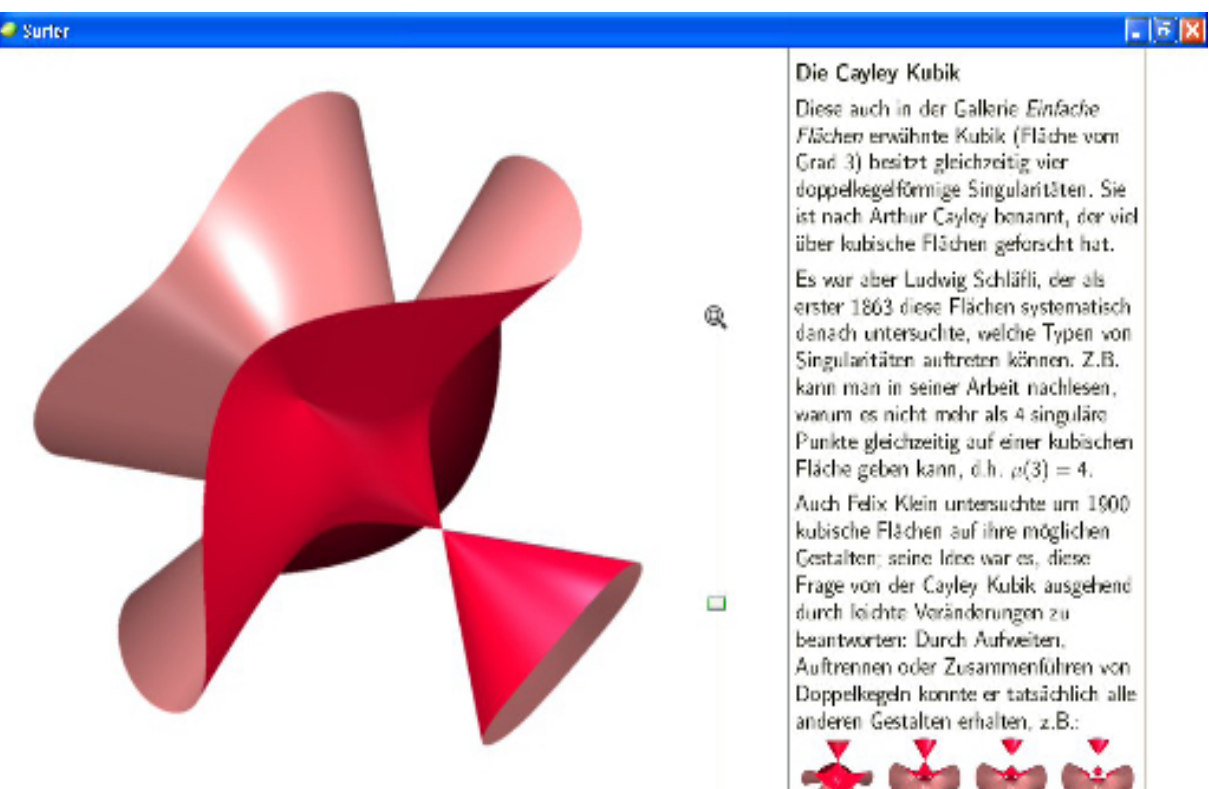 Surfer
Die Cayley Kubik
Diese auch in der Gallerie Einfache
Flächen erwähnte Kubik (Fläche vom
Grad 3) besitzt gleichzeitig vier
doppelkegelförmige Singularitäten. Sie
ist nach Arthur Cayley benannt, der viel
über kubische Flächen geforscht hat.
Es war aber Ludwig Schläfli, der als
erster 1863 diese Flächen systematisch
danach untersuchte, welche Typen von
Singularitäten auftreten können. Z.B.
kann man in seiner Arbeit nachlesen,
warum es nicht mehr als 4 singuläre
Punkte gleichzeitig auf einer kubischen
Fläche geben kann, d.h. μ(3) = 4.
Auch Felix Klein untersuchte um 1900
kubische Flächen auf ihre möglichen
Gestalten; seine Idee war es, diese
Frage von der Cayley Kubik ausgehend
durch leichte Veränderungen zu
beantworten: Durch Aufweiten,
Auftrennen oder Zusammenführen von
Doppelkegeln konnte er tatsächlich alle
anderen Gestalten erhalten, z.B.: